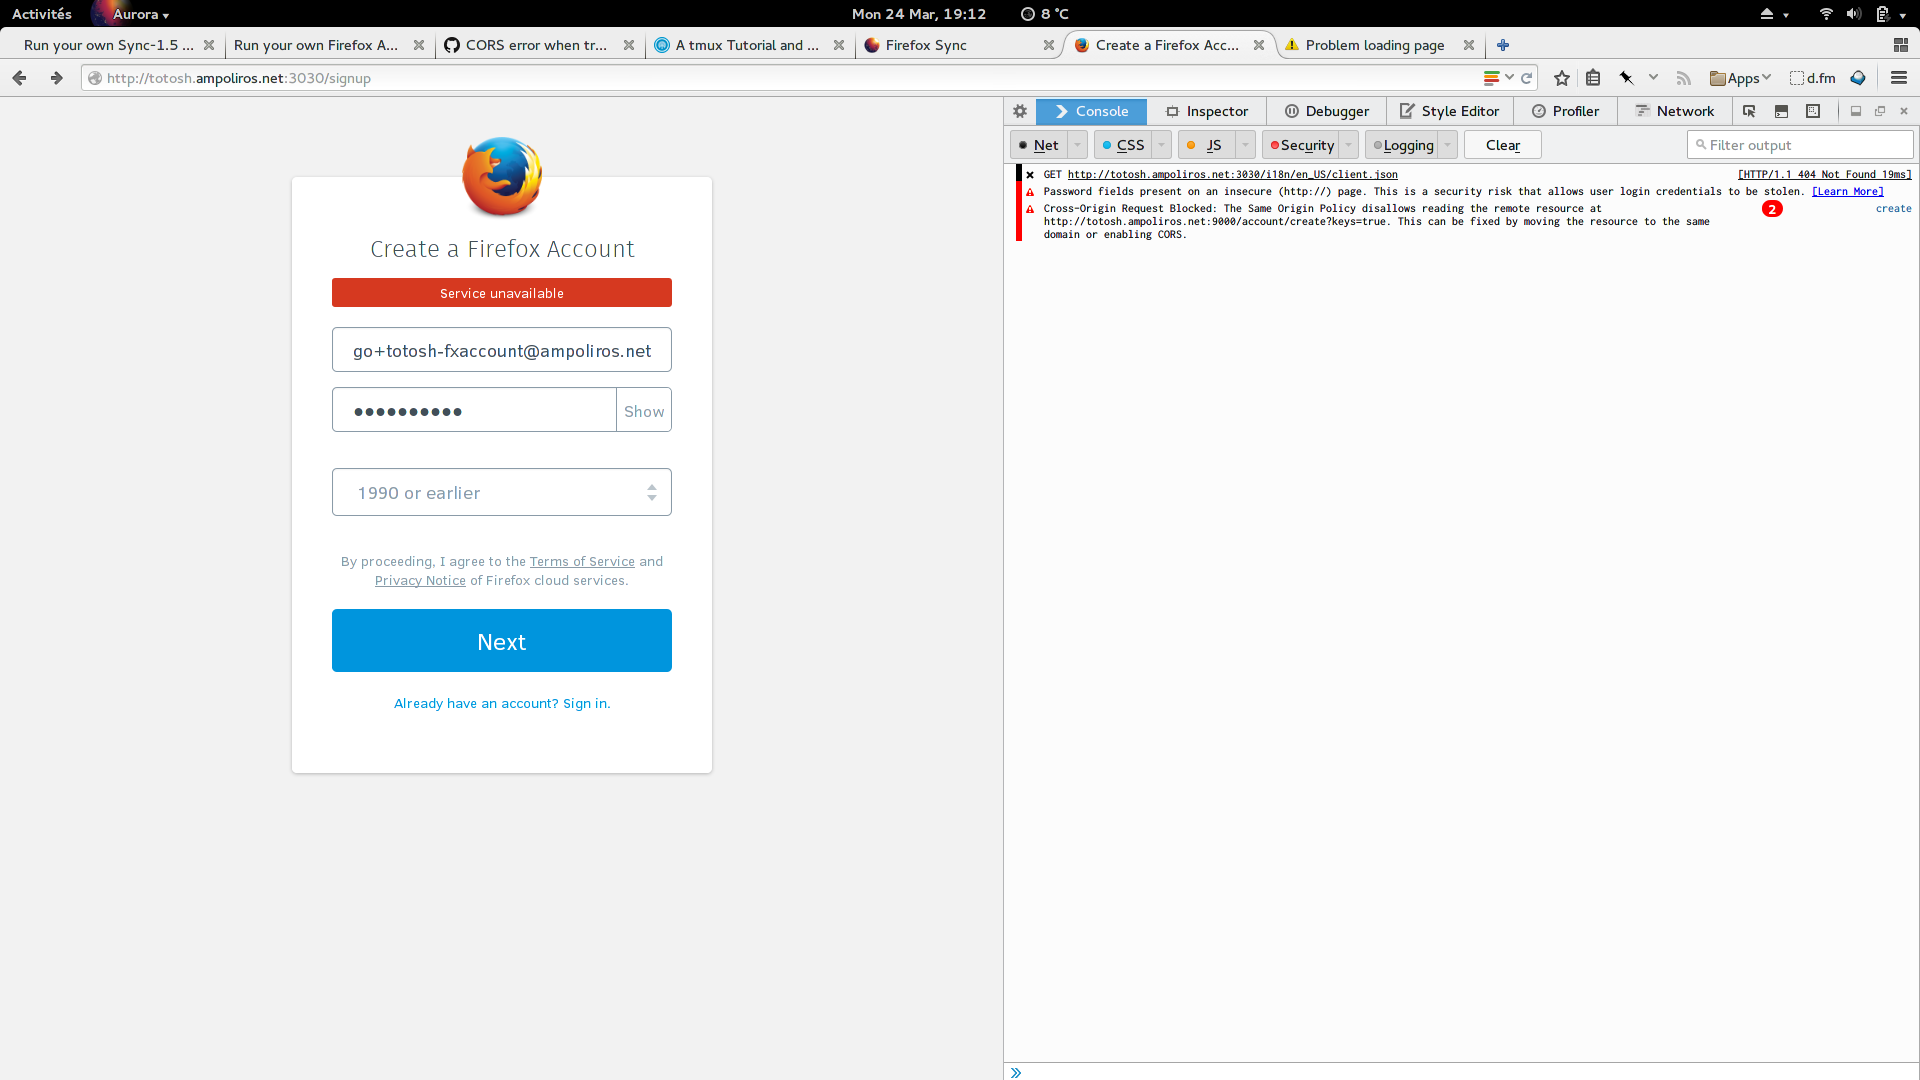 Activités
Aurora
Mon 24 Mar, 19:12
8 °C
Run your own Sync-1.5 ...
Run your own Firefox A...
CORS error when tr...
A tmux Tutorial and ...
Firefox Sync
Create a Firefox Acc...
Problem loading page
http://totosh.ampoliros.net:3030/signup
Apps
d.fm
Console
Inspector
Debugger
Style Editor
Profiler
Network
Net
CSS
JS
Security
Logging
Clear
Filter output
GET http://totosh.ampoliros.net:3030/i18n/en_US/client.json
[HTTP/1.1 404 Not Found 19ms]
Password fields present on an insecure (http://) page. This is a security risk that allows user login credentials to be stolen. [Learn More]
Cross-Origin Request Blocked: The Same Origin Policy disallows reading the remote resource at
http://totosh.ampoliros.net:9000/account/create?keys=true. This can be fixed by moving the resource to the same
domain or enabling CORS.
2
create
Create a Firefox Account
Service unavailable
go+totosh-fxaccount@ampoliros.net
Show
1990 or earlier
By proceeding, I agree to the Terms of Service and
Privacy Notice of Firefox cloud services.
Next
Already have an account? Sign in.